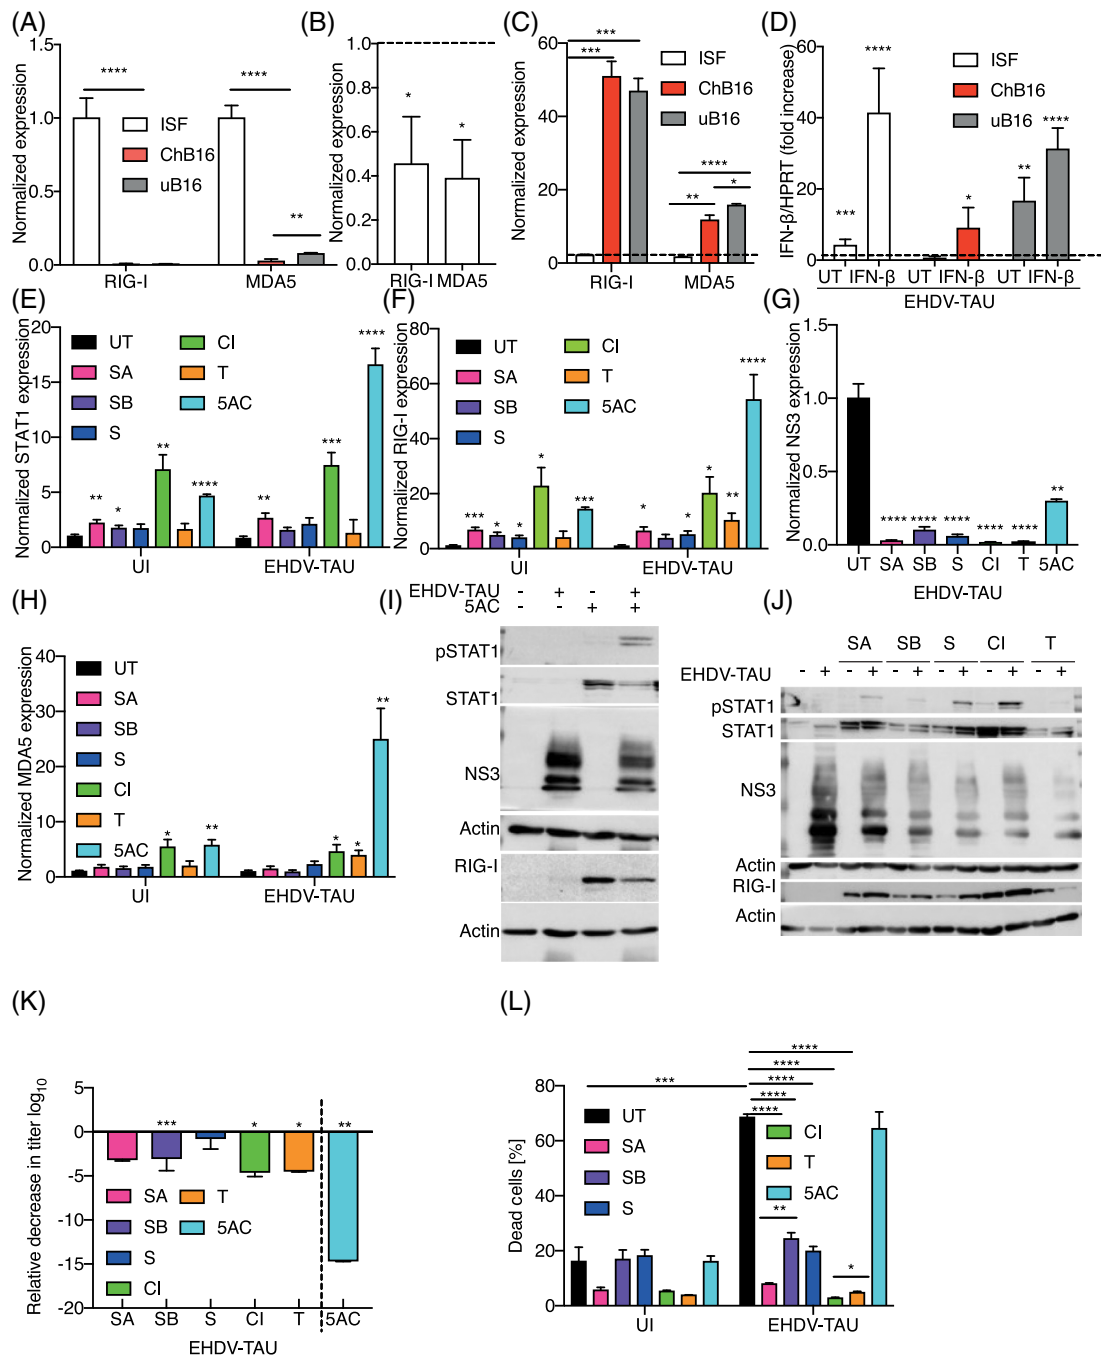 (A)
Normalized expression
1.5
1.0
0.5
0.0
****
****
**
ISF
ChB16
uB16
RIG-I
MDA5
(B)
Normalized expression
1.0
0.8
0.6
0.4
0.2
0
*
*
RIG-I MDA5
(C)
Normalized expression
60
40
20
0
***
***
****
**
*
ISF
ChB16
uB16
RIG-I
MDA5
(D)
IFN-β/HPRT (fold increase)
60
40
20
0
***
****
*
**
****
ISF
ChB16
uB16
UT IFN-β UT IFN-β UT IFN-β
EHDV-TAU
(E)
Normalized STAT1 expression
20
15
10
5
0
UT
SA
SB
S
CI
T
5AC
**
*
**
****
**
***
****
UI
EHDV-TAU
(F)
Normalized RIG-I expression
80
60
40
20
0
UT
SA
SB
S
CI
T
5AC
***
*
*
*
***
*
*
*
**
****
UI
EHDV-TAU
(G)
Normalized NS3 expression
1.5
1.0
0.5
0.0
****
****
****
****
****
**
UT SA SB S CI T 5AC
EHDV-TAU
(H)
Normalized MDA5 expression
40
30
20
10
0
UT
SA
SB
S
CI
T
5AC
*
**
*
*
**
UI
EHDV-TAU
(I)
EHDV-TAU - + - +
5AC - - + +
pSTAT1
STAT1
NS3
Actin
RIG-I
Actin
(J)
SA SB S CI T
EHDV-TAU - + - + - + - + - + - +
pSTAT1
STAT1
NS3
Actin
RIG-I
Actin
(K)
Relative decrease in titer log10
5
0
-5
-10
-15
-20
***
*
*
**
SA
SB
S
CI
T
5AC
SA SB S CI T 5AC
EHDV-TAU
(L)
Dead cells [%]
80
60
40
20
0
UT
SA
SB
S
CI
T
5AC
***
****
****
****
****
****
**
*
UI
EHDV-TAU